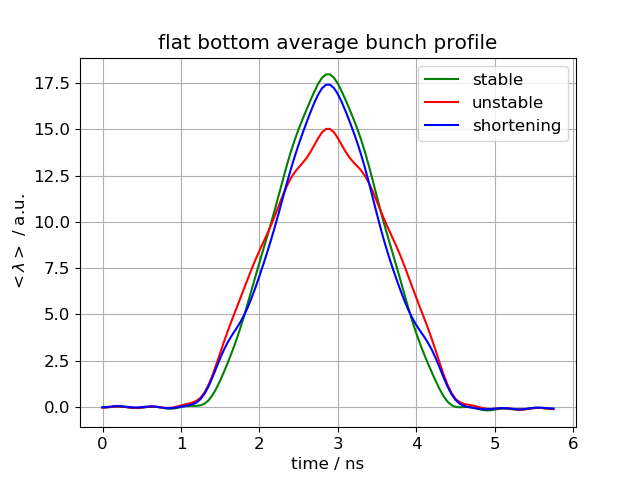 flat bottom average bunch profile
stable
unstable
shortening
17.5
15.0
12.5
10.0
7.5
5.0
2.5
0.0
< λ > / a.u.
0 1 2 3 4 5 6
time / ns